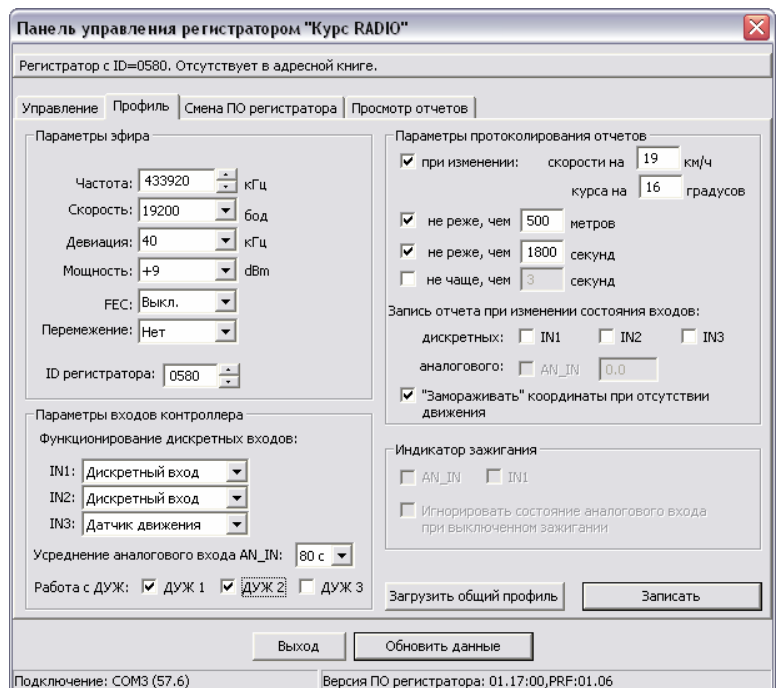 Панель управления регистратором "Курс RADIO"
Регистратор с ID=0580. Отсутствует в адресной книге.
Управление Профиль Смена ПО регистратора Просмотр отчетов
Параметры эфира
Частота: 433920 кГц
Скорость: 19200 бод
Девиация: 40 кГц
Мощность: +9 dBm
FEC: Выкл.
Перемежение: Нет
ID регистратора: 0580
Параметры входов контроллера
Функционирование дискретных входов:
IN1: Дискретный вход
IN2: Дискретный вход
IN3: Датчик движения
Усреднение аналогового входа AN_IN: 80 с
Работа с ДУЖ: ДУЖ 1 ДУЖ 2 ДУЖ 3
Параметры протоколирования отчетов
при изменении: скорости на 19 км/ч
курса на 16 градусов
не реже, чем 500 метров
не реже, чем 1800 секунд
не чаще, чем 3 секунд
Запись отчета при изменении состояния входов:
дискретных: IN1 IN2 IN3
аналогового: AN_IN 0.0
"Замораживать" координаты при отсутствии
движения
Индикатор зажигания
AN_IN IN1
Игнорировать состояние аналогового входа
при выключенном зажигании
Загрузить общий профиль Записать
Выход Обновить данные
Подключение: COM3 (57.6) Версия ПО регистратора: 01.17:00,PRF:01.06